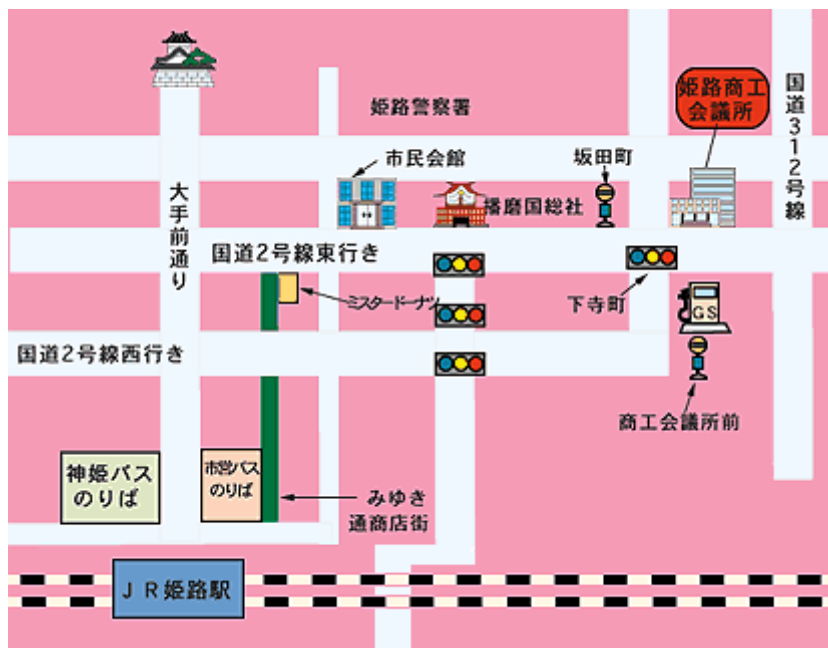 姫路警察署
姫路商工
会議所
国道312号線
市民会館
坂田町
播磨国総社
大手前通り
国道2号線東行き
ミスタードーナツ
下寺町
GS
国道2号線西行き
商工会議所前
神姫バス
のりば
市営バス
のりば
みゆき
通商店街
JR姫路駅